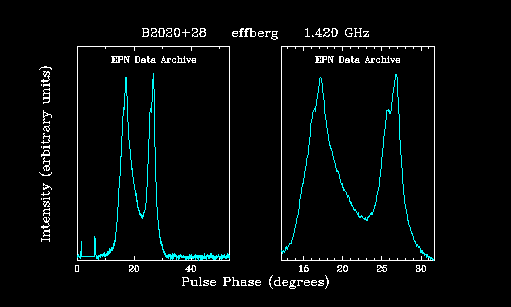 B2020+28 effberg 1.420 GHz
EPN Data Archive EPN Data Archive
Intensity (arbitrary units)
0 20 40 15 20 25 30
Pulse Phase (degrees)